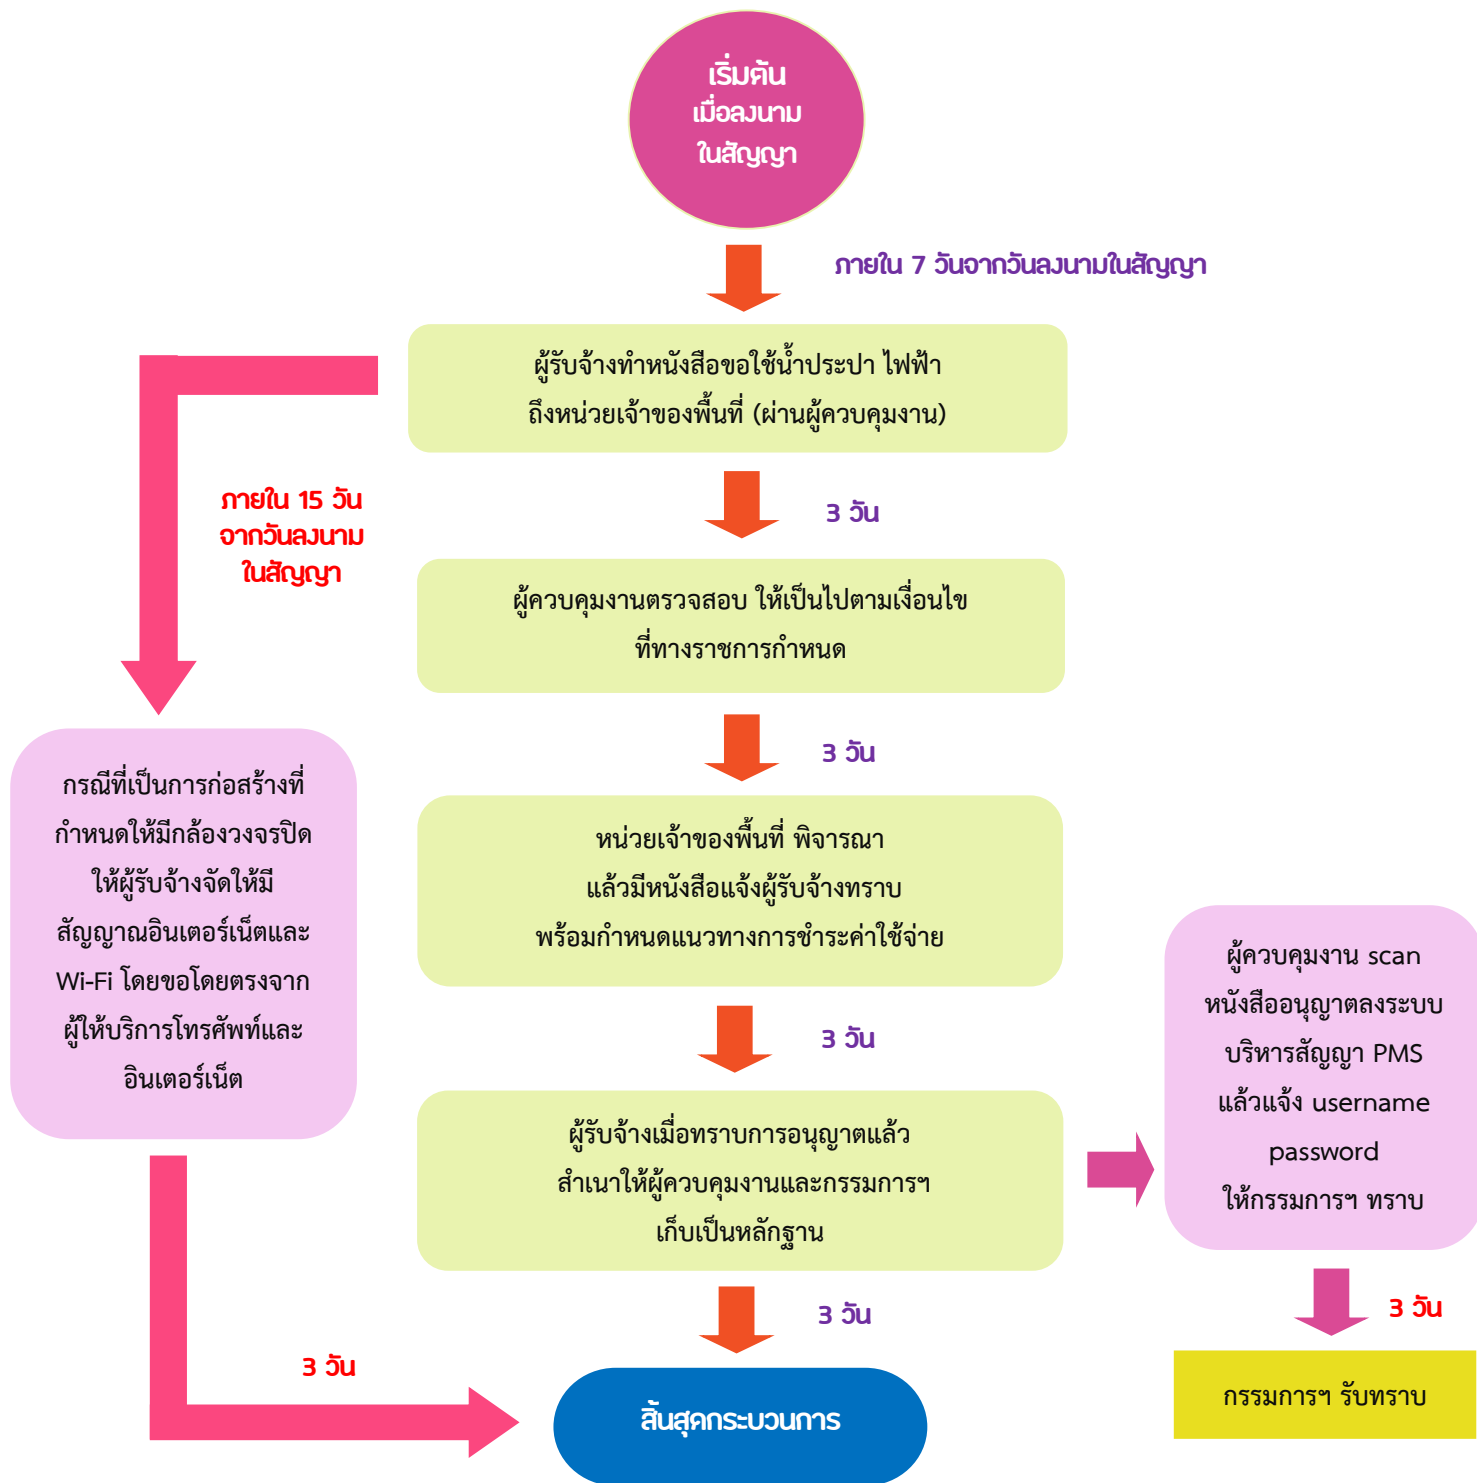 เริ่มต้น
เมื่อลงนาม
ในสัญญา
ภายใน 7 วันจากวันลงนามในสัญญา
ผู้รับจ้างทำหนังสือขอใช้น้ำประปา ไฟฟ้า
ถึงหน่วยเจ้าของพื้นที่ (ผ่านผู้ควบคุมงาน)
ภายใน 15 วัน
จากวันลงนาม
ในสัญญา
3 วัน
ผู้ควบคุมงานตรวจสอบ ให้เป็นไปตามเงื่อนไข
ที่ทางราชการกำหนด
3 วัน
กรณีที่เป็นการก่อสร้างที่
กำหนดให้มีกล้องวงจรปิด
ให้ผู้รับจ้างจัดให้มี
สัญญาณอินเตอร์เน็ตและ
Wi-Fi โดยขอโดยตรงจาก
ผู้ให้บริการโทรศัพท์และ
อินเตอร์เน็ต
หน่วยเจ้าของพื้นที่ พิจารณา
แล้วมีหนังสือแจ้งผู้รับจ้างทราบ
พร้อมกำหนดแนวทางการชำระค่าใช้จ่าย
3 วัน
ผู้รับจ้างเมื่อทราบการอนุญาตแล้ว
สำเนาให้ผู้ควบคุมงานและกรรมการฯ
เก็บเป็นหลักฐาน
ผู้ควบคุมงาน scan
หนังสืออนุญาตลงระบบ
บริหารสัญญา PMS
แล้วแจ้ง username
password
ให้กรรมการฯ ทราบ
3 วัน
3 วัน
3 วัน
กรรมการฯ รับทราบ
สิ้นสุดกระบวนการ